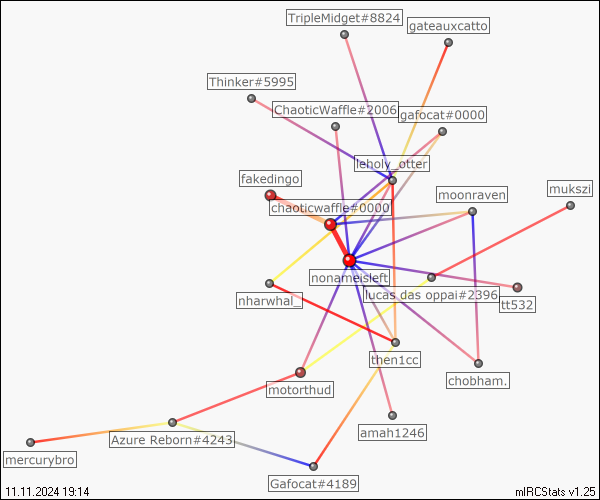 TripleMidget#8824
gateauxcatto
Thinker#5995
ChaoticWaffle#2006
gafocat#0000
leholy_otter
fakedingo
mukszi
moonraven
chaoticwaffle#0000
nonameisleft
lucas das oppai#2396
nharwhal_
tt532
then1cc
motorthud
chobham.
amah1246
Azure Reborn#4243
mercurybro
Gafocat#4189
11.11.2024 19:14
mIRCStats v1.25